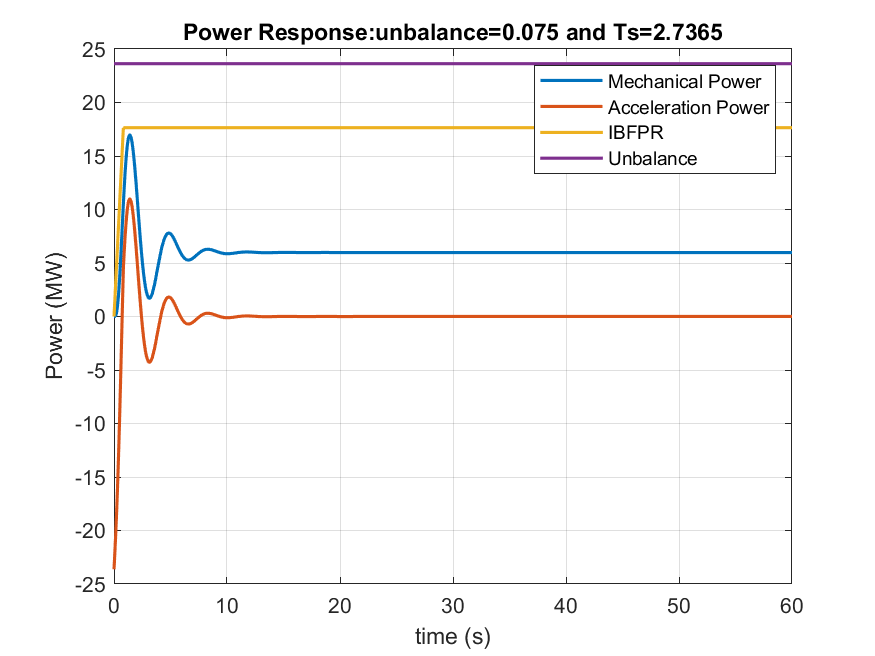 Power Response:unbalance=0.075 and Ts=2.7365
25
20
15
10
5
0
-5
-10
-15
-20
-25
Power (MW)
Mechanical Power
Acceleration Power
IBFPR
Unbalance
0 10 20 30 40 50 60
time (s)